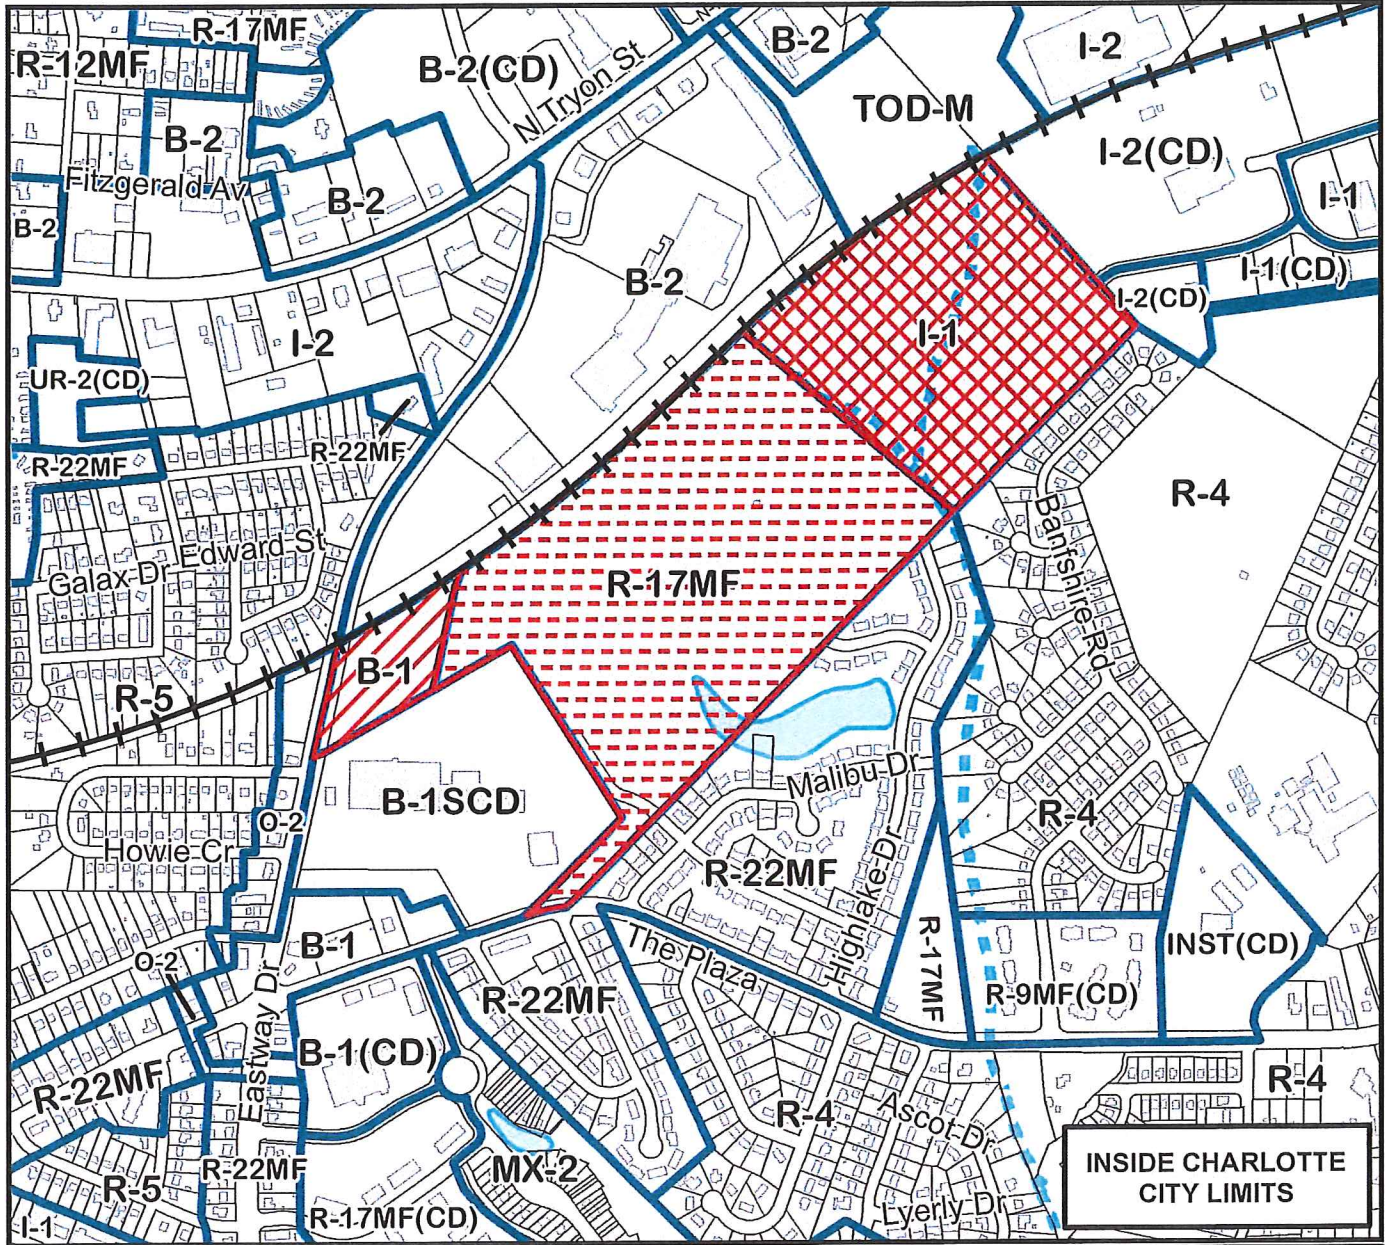 R-17MF
R-12MF
B-2(CD)
N Tryon St
B-2
I-2
TOD-M
B-2
I-2(CD)
Fitzgerald Av
B-2
I-1
B-2
B-2
I-1(CD)
I-2(CD)
I-1
I-2
UR-2(CD)
R-22MF
R-22MF
R-4
Banfshire Rd
Edward St
Galax Dr
R-17MF
B-1
R-5
Malibu Dr
B-1SCD
O-2
R-4
Howie Cr
R-22MF
Highlake Dr
B-1
The Plaza
R-17MF
INST(CD)
O-2
R-22MF
R-9MF(CD)
Eastway Dr
B-1(CD)
R-22MF
R-4
R-4
Ascot Dr
INSIDE CHARLOTTE
CITY LIMITS
R-5
R-22MF
MX-2
R-17MF(CD)
Lyerly Dr
I-1